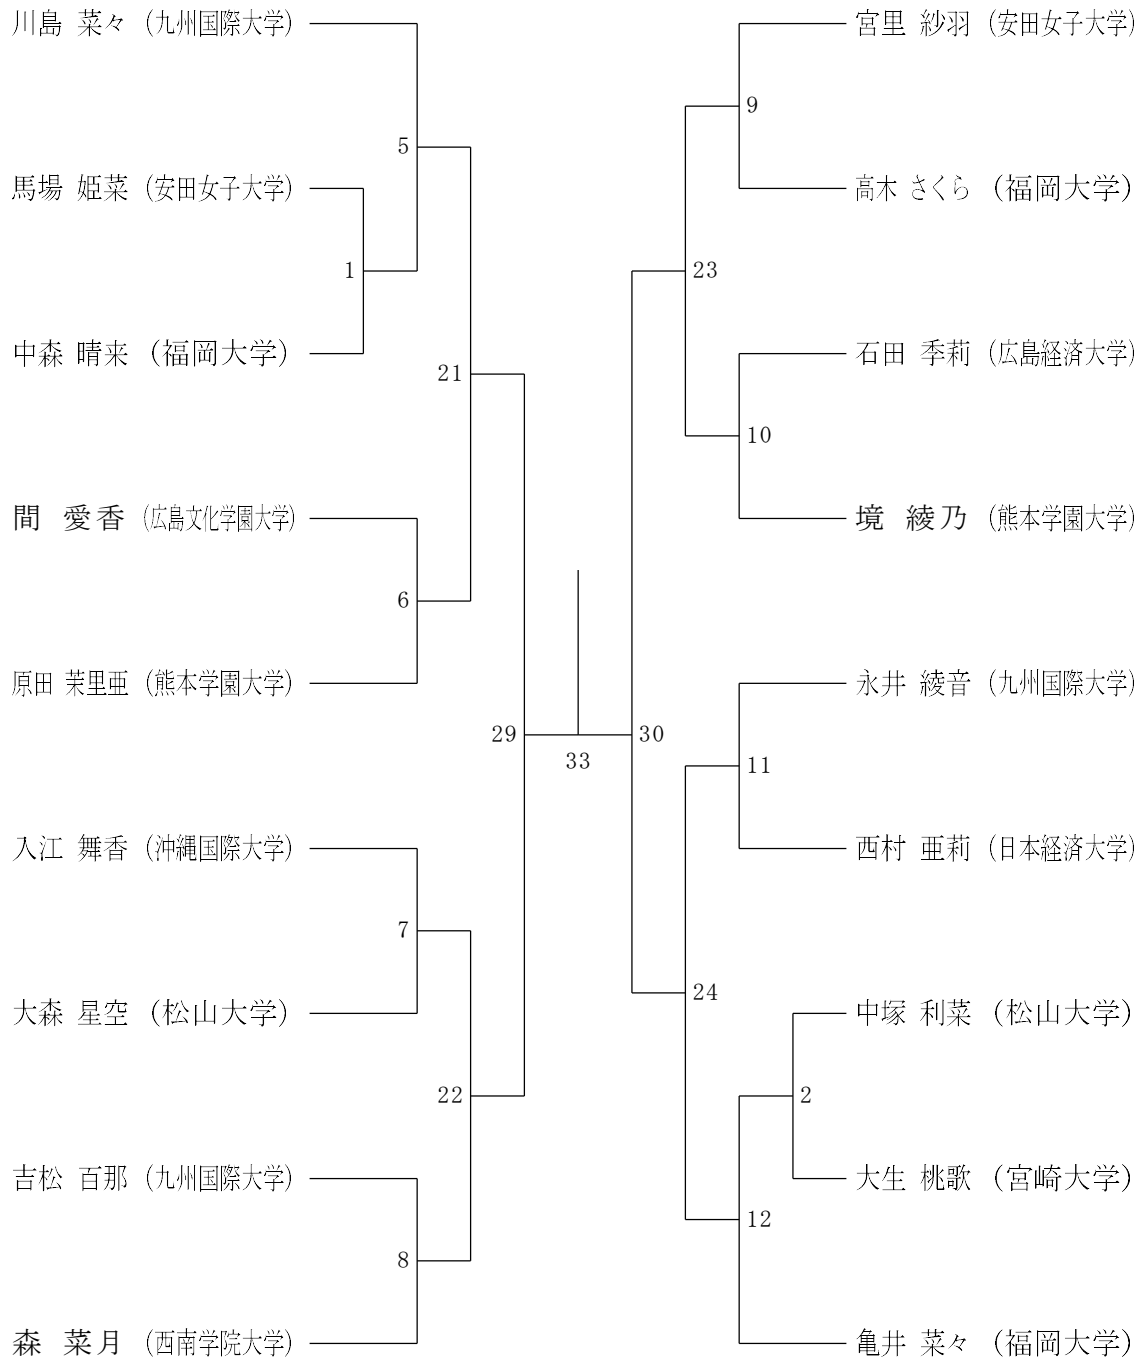 川島 菜々 (九州国際大学)
馬場 姫菜 (安田女子大学)
中森 晴来 (福岡大学)
間 愛香 (広島文化学園大学)
原田 茉里亜 (熊本学園大学)
入江 舞香 (沖縄国際大学)
大森 星空 (松山大学)
吉松 百那 (九州国際大学)
森 菜月 (西南学院大学)
5
1
21
6
29
7
22
8
33
30
23
9
10
24
11
2
12
宮里 紗羽 (安田女子大学)
高木 さくら (福岡大学)
石田 季莉 (広島経済大学)
境 綾乃 (熊本学園大学)
永井 綾音 (九州国際大学)
西村 亜莉 (日本経済大学)
中塚 利菜 (松山大学)
大生 桃歌 (宮崎大学)
亀井 菜々 (福岡大学)